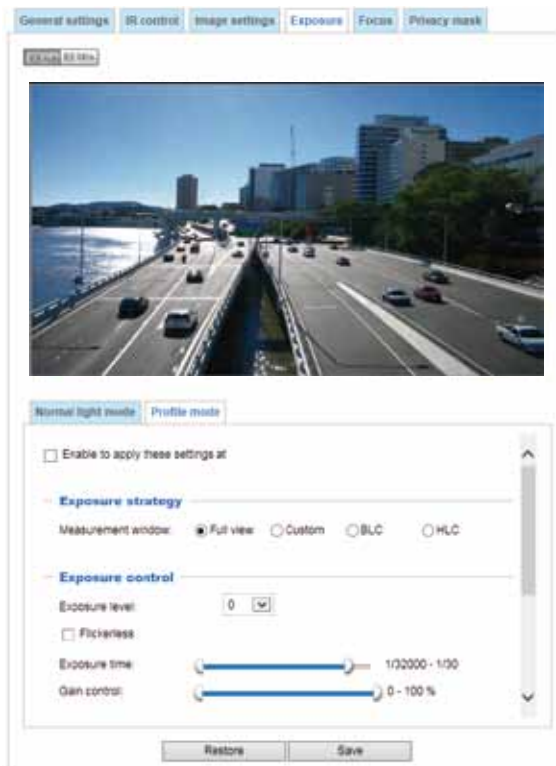 General settings IR control Image settings Exposure Focus Privacy mask
Normal light mode Profile mode
Enable to apply these settings at
Exposure strategy
Measurement window: Full view Custom BLC HLC
Exposure control
Exposure level: 0
Flickerless
Exposure time: 1/32000 - 1/30
Gain control: 0 - 100 %
Restore Save